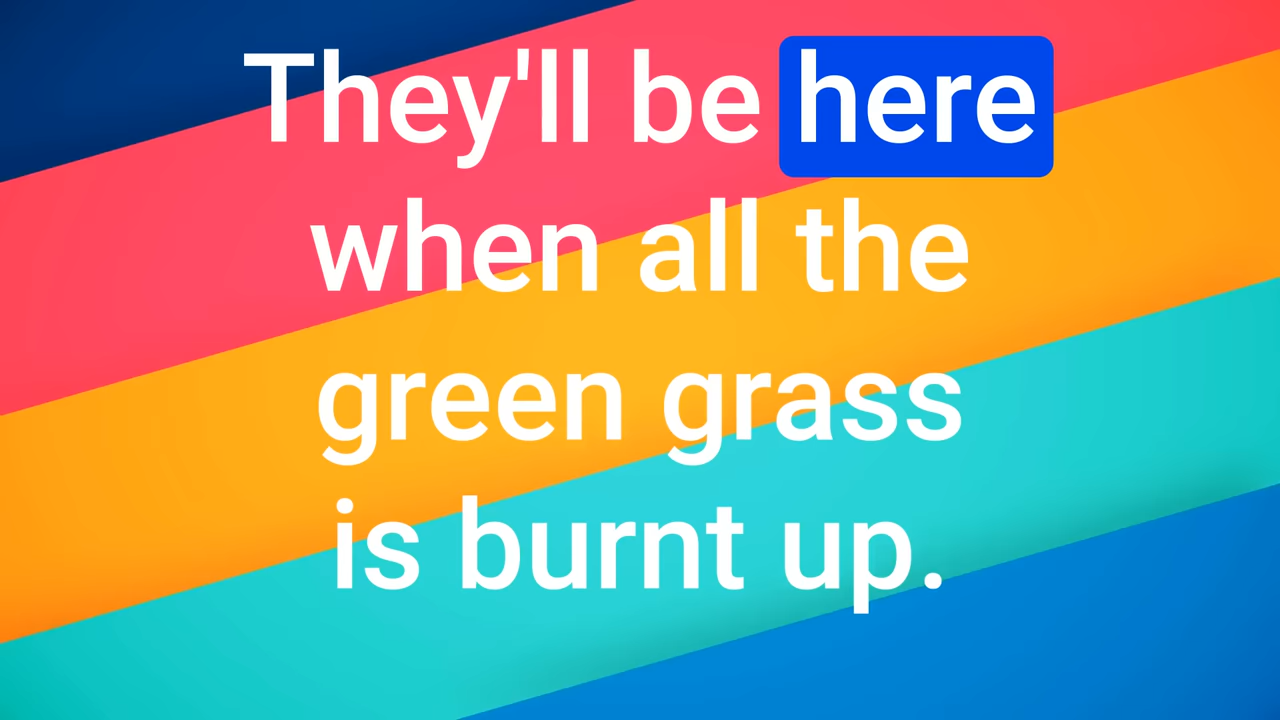 They'll be here
when all the
green grass
is burnt up.